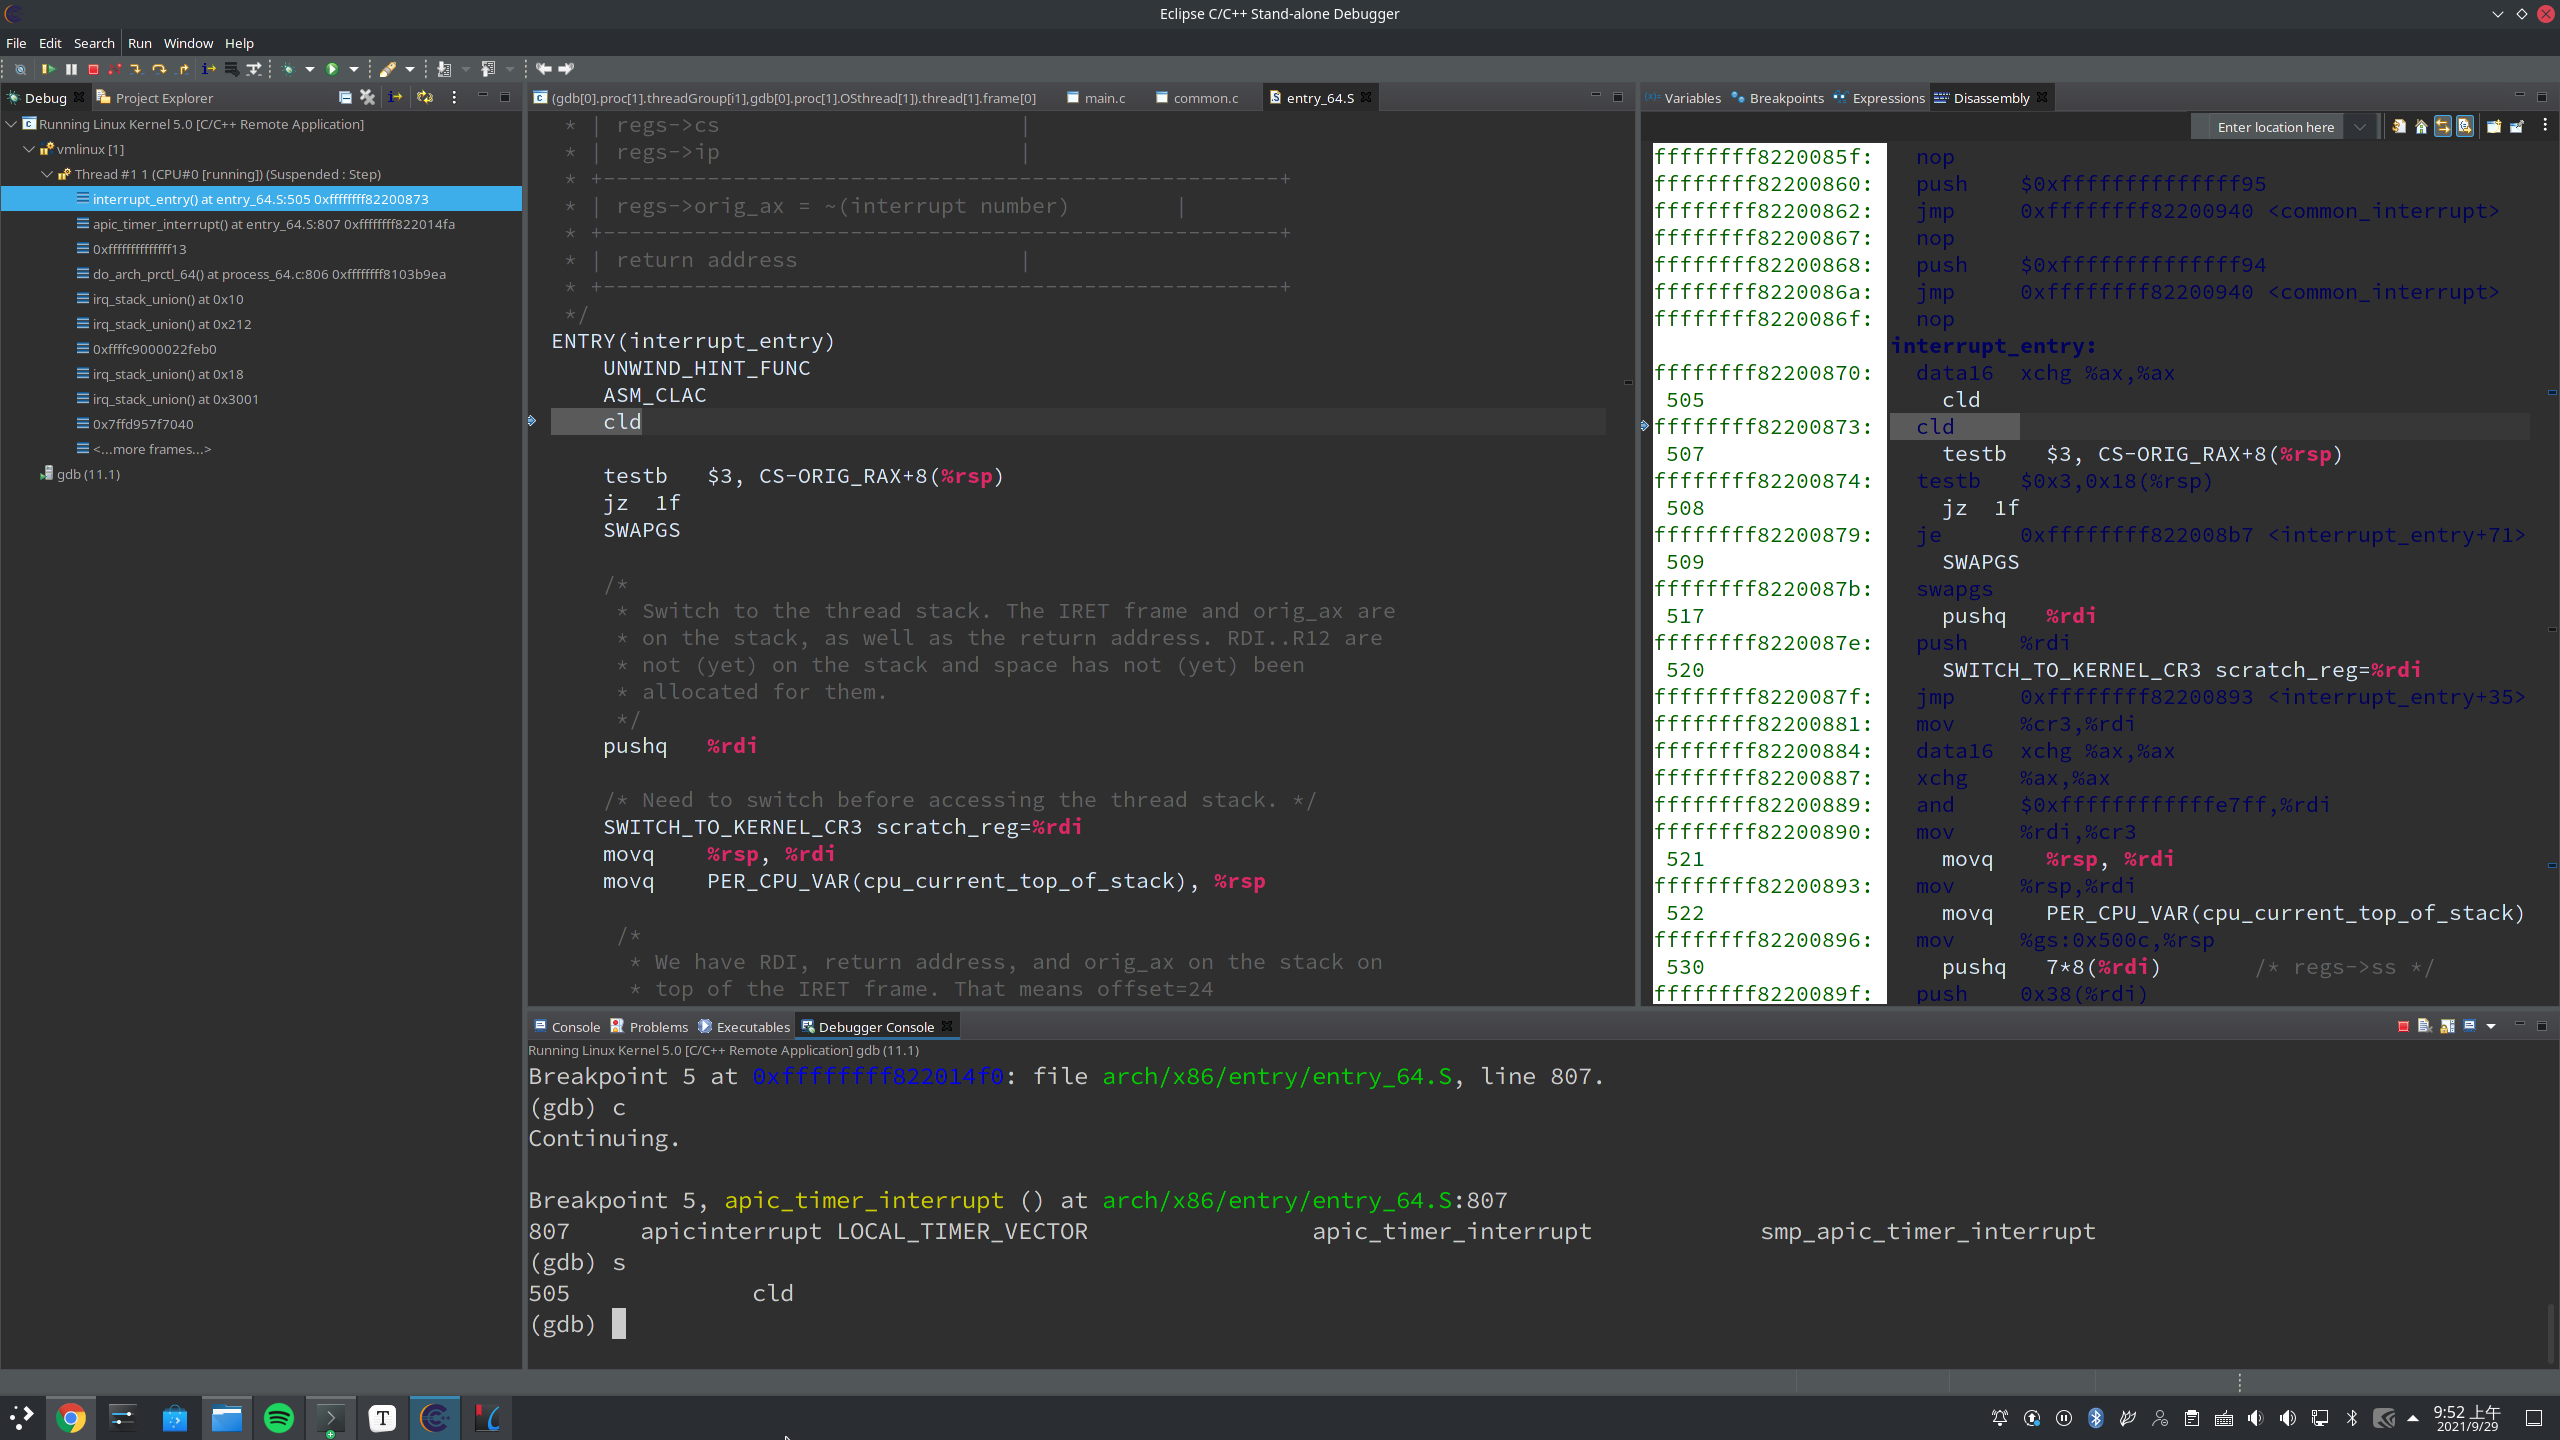 Eclipse C/C++ Stand-alone Debugger
File Edit Search Run Window Help
Debug Project Explorer
Running Linux Kernel 5.0 [C/C++ Remote Application]
vmlinux [1]
Thread #1 1 (CPU#0 [running]) (Suspended : Step)
interrupt_entry() at entry_64.S:505 0xffffffff82200873
apic_timer_interrupt() at entry_64.S:807 0xffffffff822014fa
0xffffffffffffff13
do_arch_prctl_64() at process_64.c:806 0xffffffff8103b9ea
irq_stack_union() at 0x10
irq_stack_union() at 0x212
0xffffc9000022feb0
irq_stack_union() at 0x18
irq_stack_union() at 0x3001
0x7ffd957f7040
<...more frames...>
gdb (11.1)
(gdb[0].proc[1].threadGroup[i1],gdb[0].proc[1].OSthread[1]).thread[1].frame[0] main.c common.c entry_64.S
* | regs->cs |
* | regs->ip |
* +-----------------------------------------------------+
* | regs->orig_ax = ~(interrupt number) |
* +-----------------------------------------------------+
* | return address |
* +-----------------------------------------------------+
*/
ENTRY(interrupt_entry)
UNWIND_HINT_FUNC
ASM_CLAC
cld
testb $3, CS-ORIG_RAX+8(%rsp)
jz 1f
SWAPGS
/*
* Switch to the thread stack. The IRET frame and orig_ax are
* on the stack, as well as the return address. RDI..R12 are
* not (yet) on the stack and space has not (yet) been
* allocated for them.
*/
pushq %rdi
/* Need to switch before accessing the thread stack. */
SWITCH_TO_KERNEL_CR3 scratch_reg=%rdi
movq %rsp, %rdi
movq PER_CPU_VAR(cpu_current_top_of_stack), %rsp
/*
* We have RDI, return address, and orig_ax on the stack on
* top of the IRET frame. That means offset=24
Variables Breakpoints Expressions Disassembly
Enter location here
ffffffff8220085f: nop
ffffffff82200860: push $0xffffffffffffff95
ffffffff82200862: jmp 0xffffffff82200940 <common_interrupt>
ffffffff82200867: nop
ffffffff82200868: push $0xffffffffffffff94
ffffffff8220086a: jmp 0xffffffff82200940 <common_interrupt>
ffffffff8220086f: nop
interrupt_entry:
ffffffff82200870: data16 xchg %ax,%ax
505 cld
ffffffff82200873: cld
507 testb $3, CS-ORIG_RAX+8(%rsp)
ffffffff82200874: testb $0x3,0x18(%rsp)
508 jz 1f
ffffffff82200879: je 0xffffffff822008b7 <interrupt_entry+71>
509 SWAPGS
ffffffff8220087b: swapgs
517 pushq %rdi
ffffffff8220087e: push %rdi
520 SWITCH_TO_KERNEL_CR3 scratch_reg=%rdi
ffffffff8220087f: jmp 0xffffffff82200893 <interrupt_entry+35>
ffffffff82200881: mov %cr3,%rdi
ffffffff82200884: data16 xchg %ax,%ax
ffffffff82200887: xchg %ax,%ax
ffffffff82200889: and $0xffffffffffffe7ff,%rdi
ffffffff82200890: mov %rdi,%cr3
521 movq %rsp, %rdi
ffffffff82200893: mov %rsp,%rdi
522 movq PER_CPU_VAR(cpu_current_top_of_stack)
ffffffff82200896: mov %gs:0x500c,%rsp
530 pushq 7*8(%rdi) /* regs->ss */
ffffffff8220089f: push 0x38(%rdi)
Console Problems Executables Debugger Console
Running Linux Kernel 5.0 [C/C++ Remote Application] gdb (11.1)
Breakpoint 5 at 0xffffffff822014f0: file arch/x86/entry/entry_64.S, line 807.
(gdb) c
Continuing.
Breakpoint 5, apic_timer_interrupt () at arch/x86/entry/entry_64.S:807
807 apicinterrupt LOCAL_TIMER_VECTOR apic_timer_interrupt smp_apic_timer_interrupt
(gdb) s
505 cld
(gdb)
9:52 上午
2021/9/29